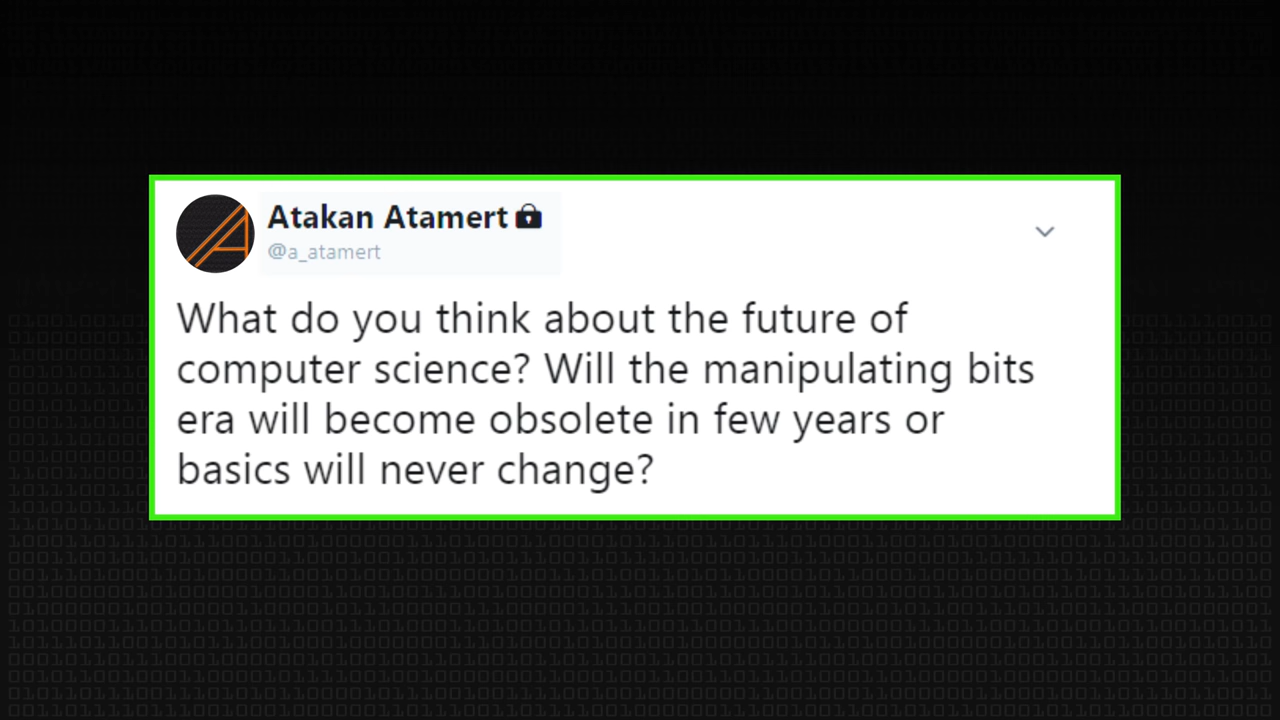 Atakan Atamert
@a_atamert
What do you think about the future of
computer science? Will the manipulating bits
era will become obsolete in few years or
basics will never change?